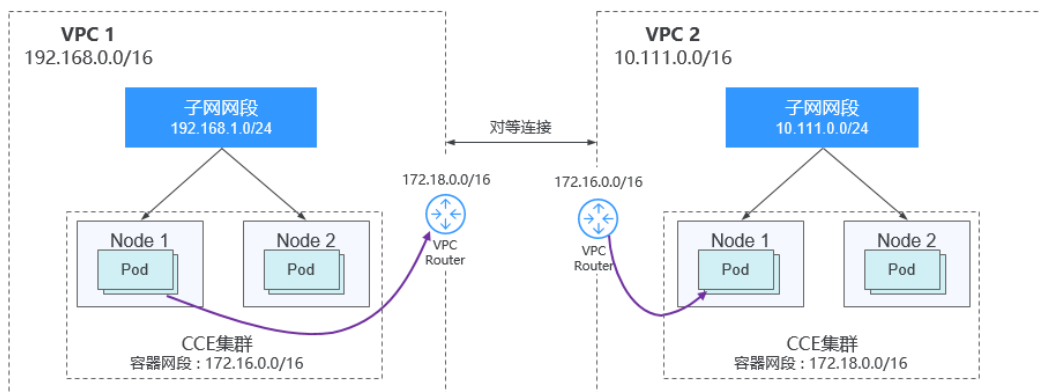 VPC 1
192.168.0.0/16
子网网段
192.168.1.0/24
Node 1
Pod
Node 2
Pod
CCE集群
容器网段：172.16.0.0/16
对等连接
172.18.0.0/16
VPC
Router
172.16.0.0/16
VPC
Router
VPC 2
10.111.0.0/16
子网网段
10.111.0.0/24
Node 1
Pod
Node 2
Pod
CCE集群
容器网段：172.18.0.0/16